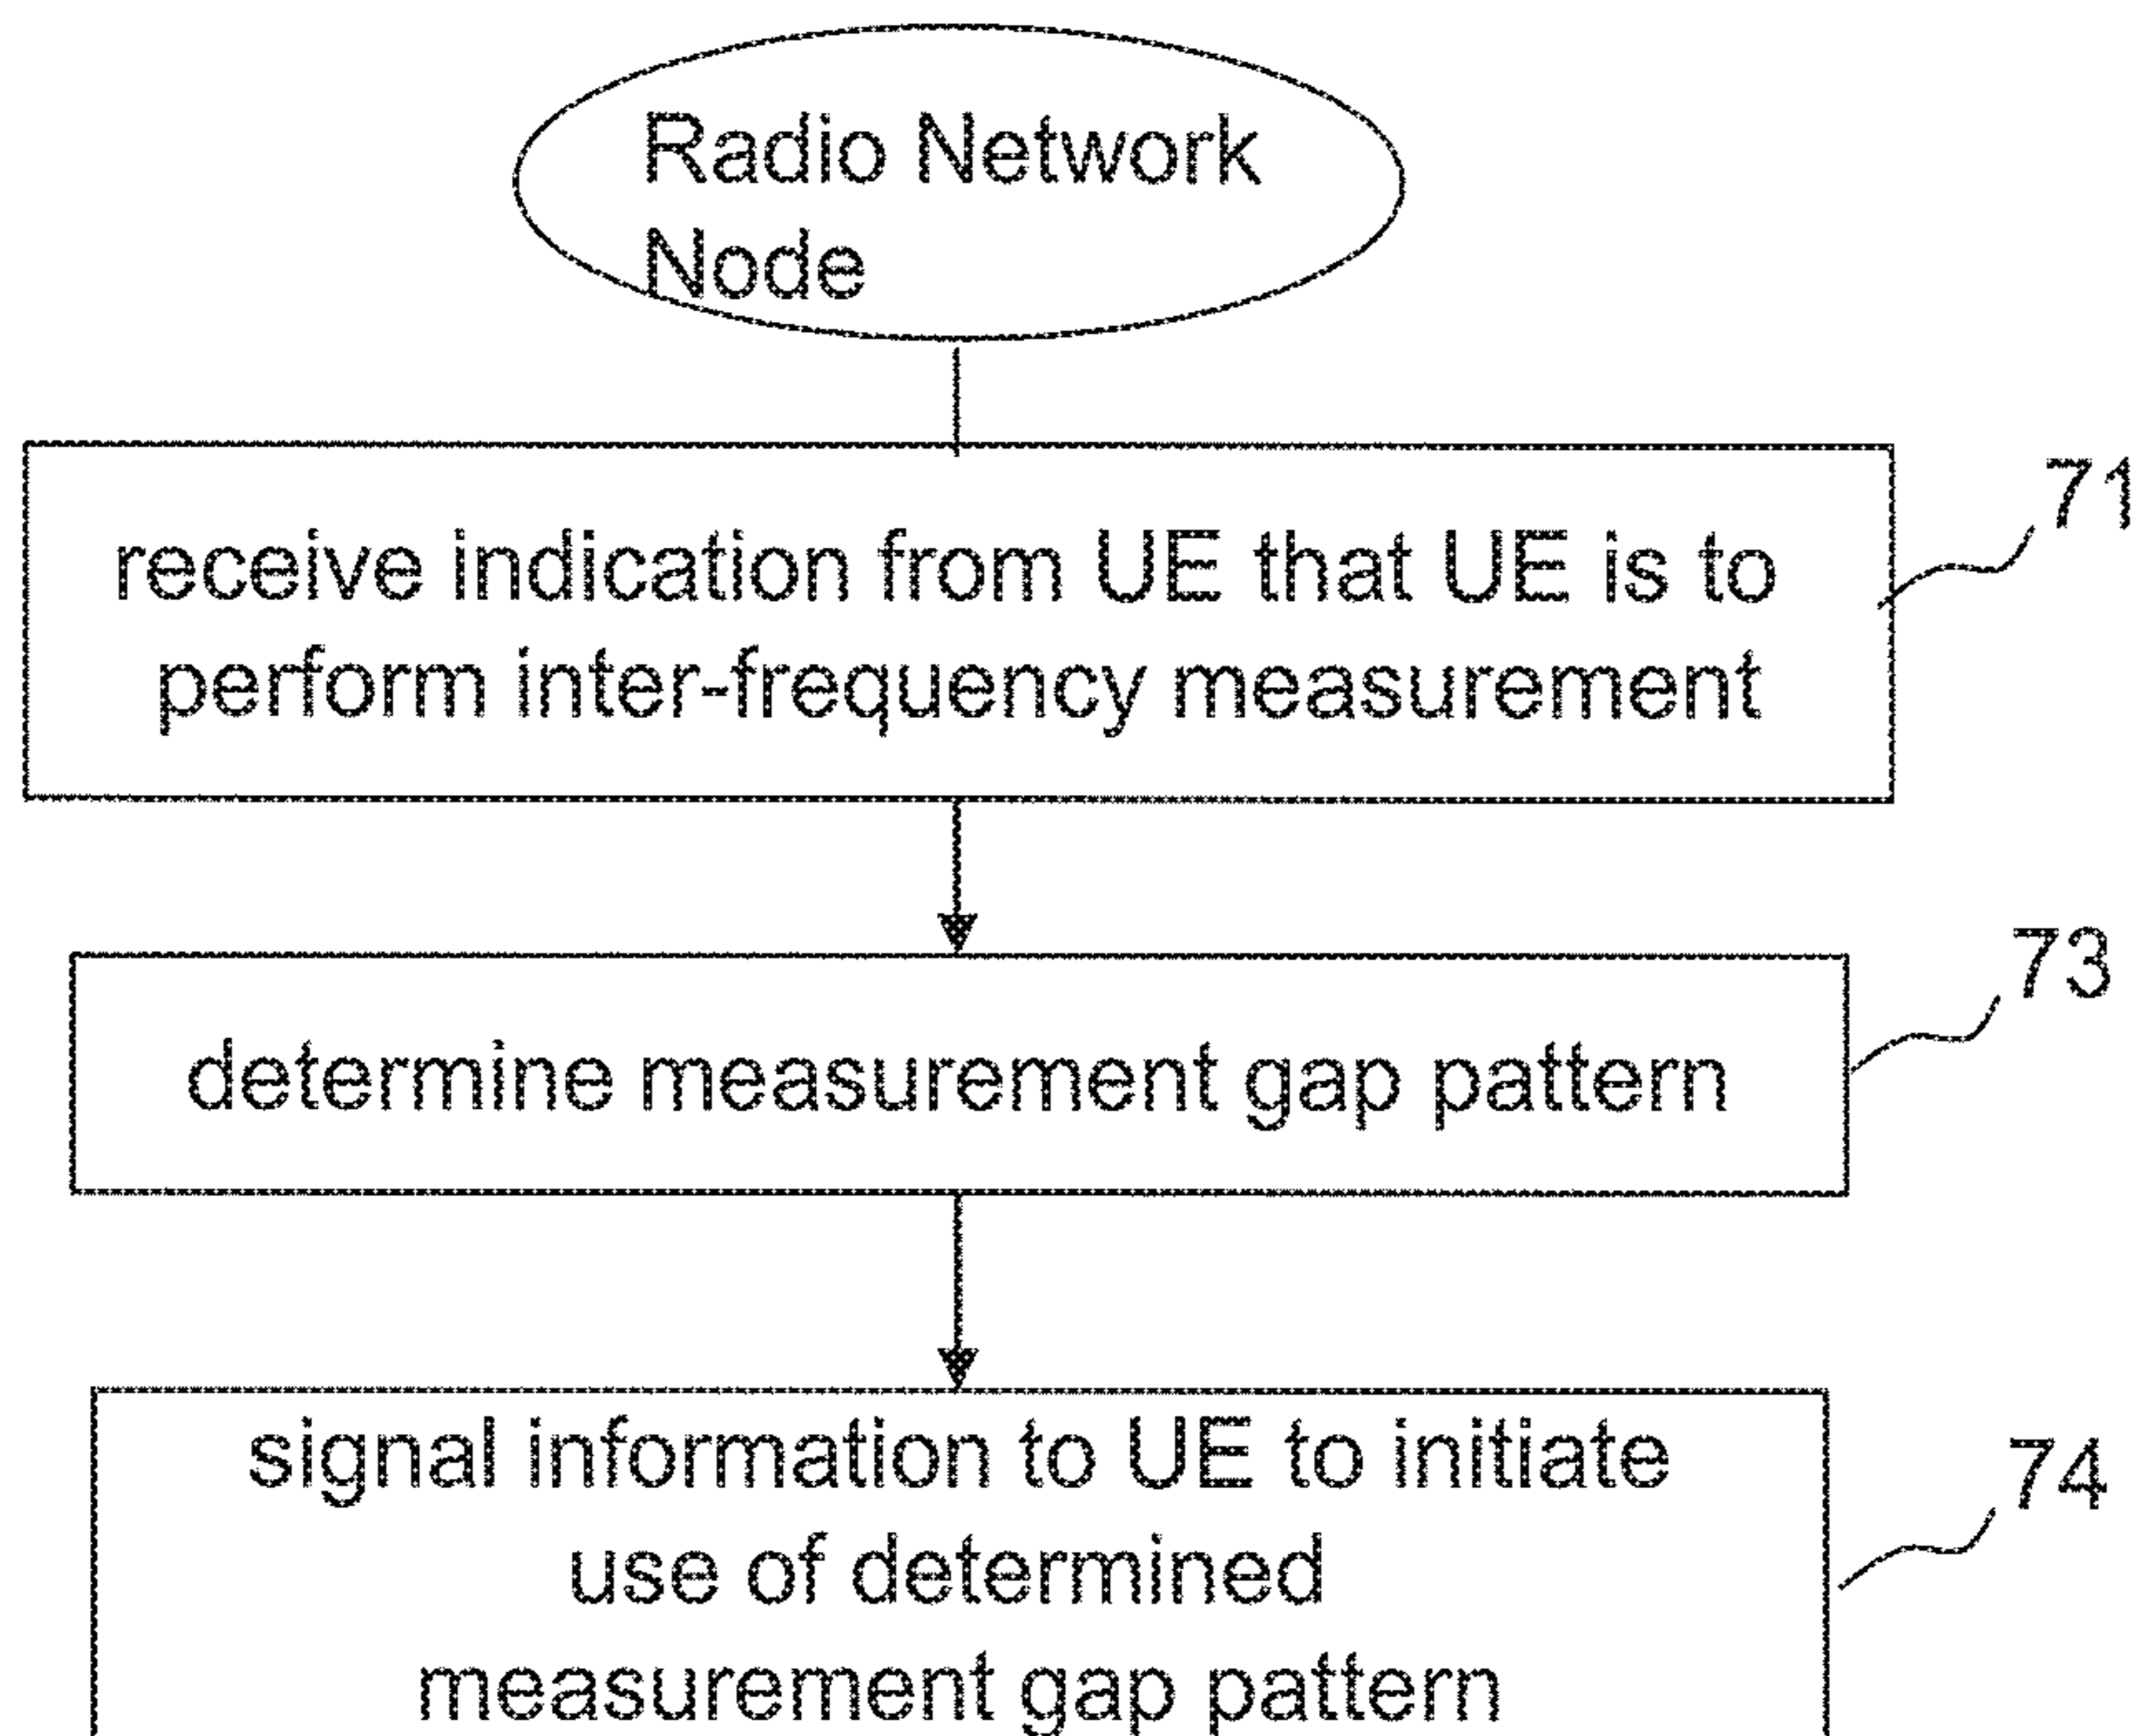 Radio Network
Node
71
receive indication from UE that UE is to
perform inter-frequency measurement
73
determine measurement gap pattern
74
signal information to UE to initiate
use of determined
measurement gap pattern